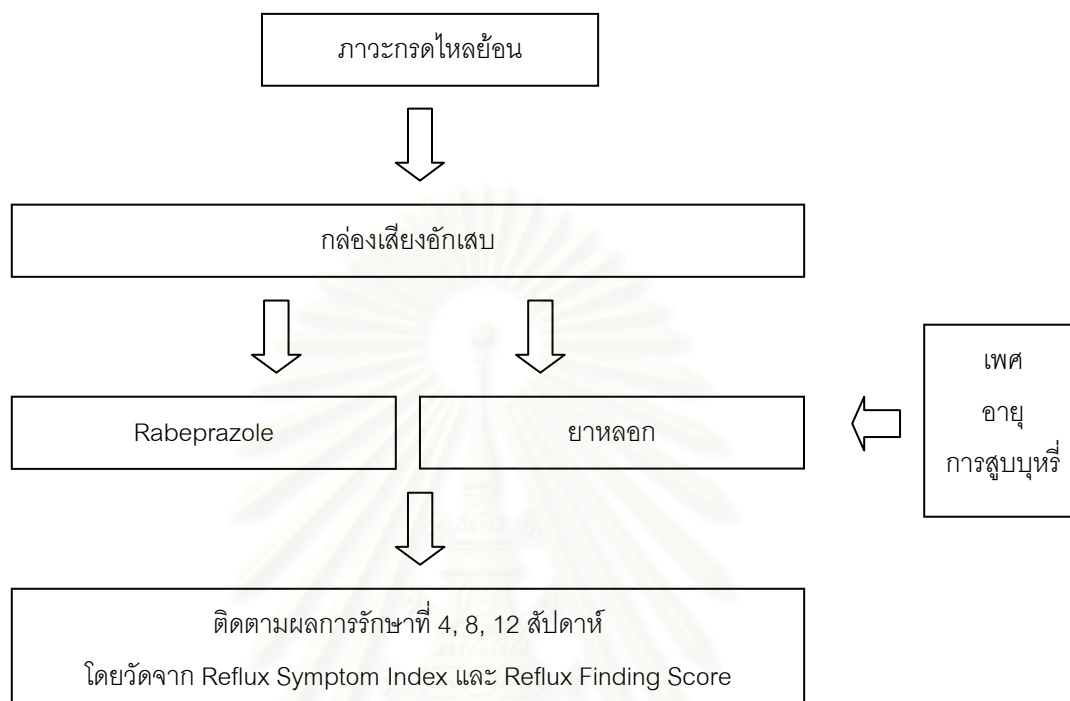 ภาวะกรดไหลย้อน
กล่องเสียงอักเสบ
Rabeprazole
ยาหลอก
เพศ
อายุ
การสูบบุหรี่
ติดตามผลการรักษาที่ 4, 8, 12 สัปดาห์
โดยวัดจาก Reflux Symptom Index และ Reflux Finding Score